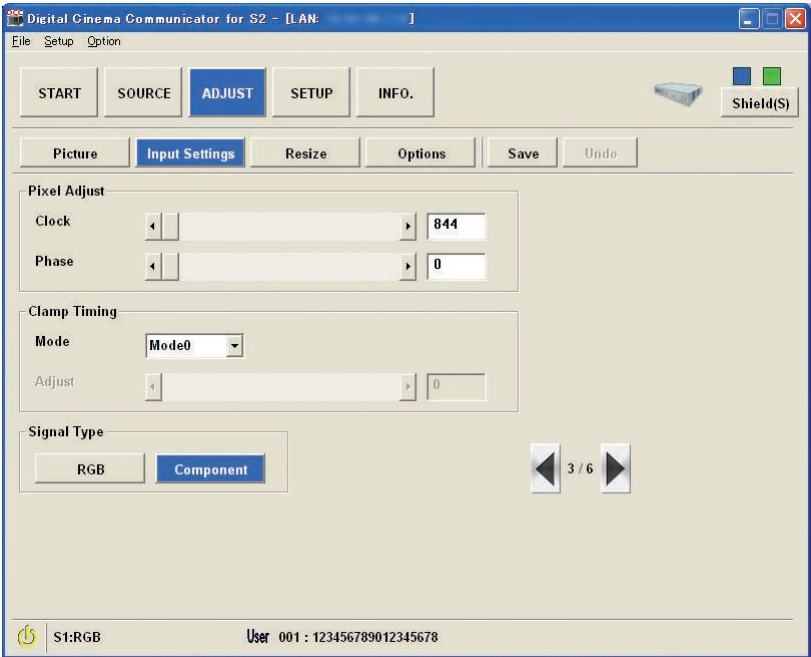 Digital Cinema Communicator for S2 - [LAN: ]
File Setup Option
START SOURCE ADJUST SETUP INFO. Shield(S)
Picture Input Settings Resize Options Save Undo
Pixel Adjust
Clock 844
Phase 0
Clamp Timing
Mode Mode0
Adjust 0
Signal Type
RGB Component 3 / 6
S1:RGB User 001 : 123456789012345678